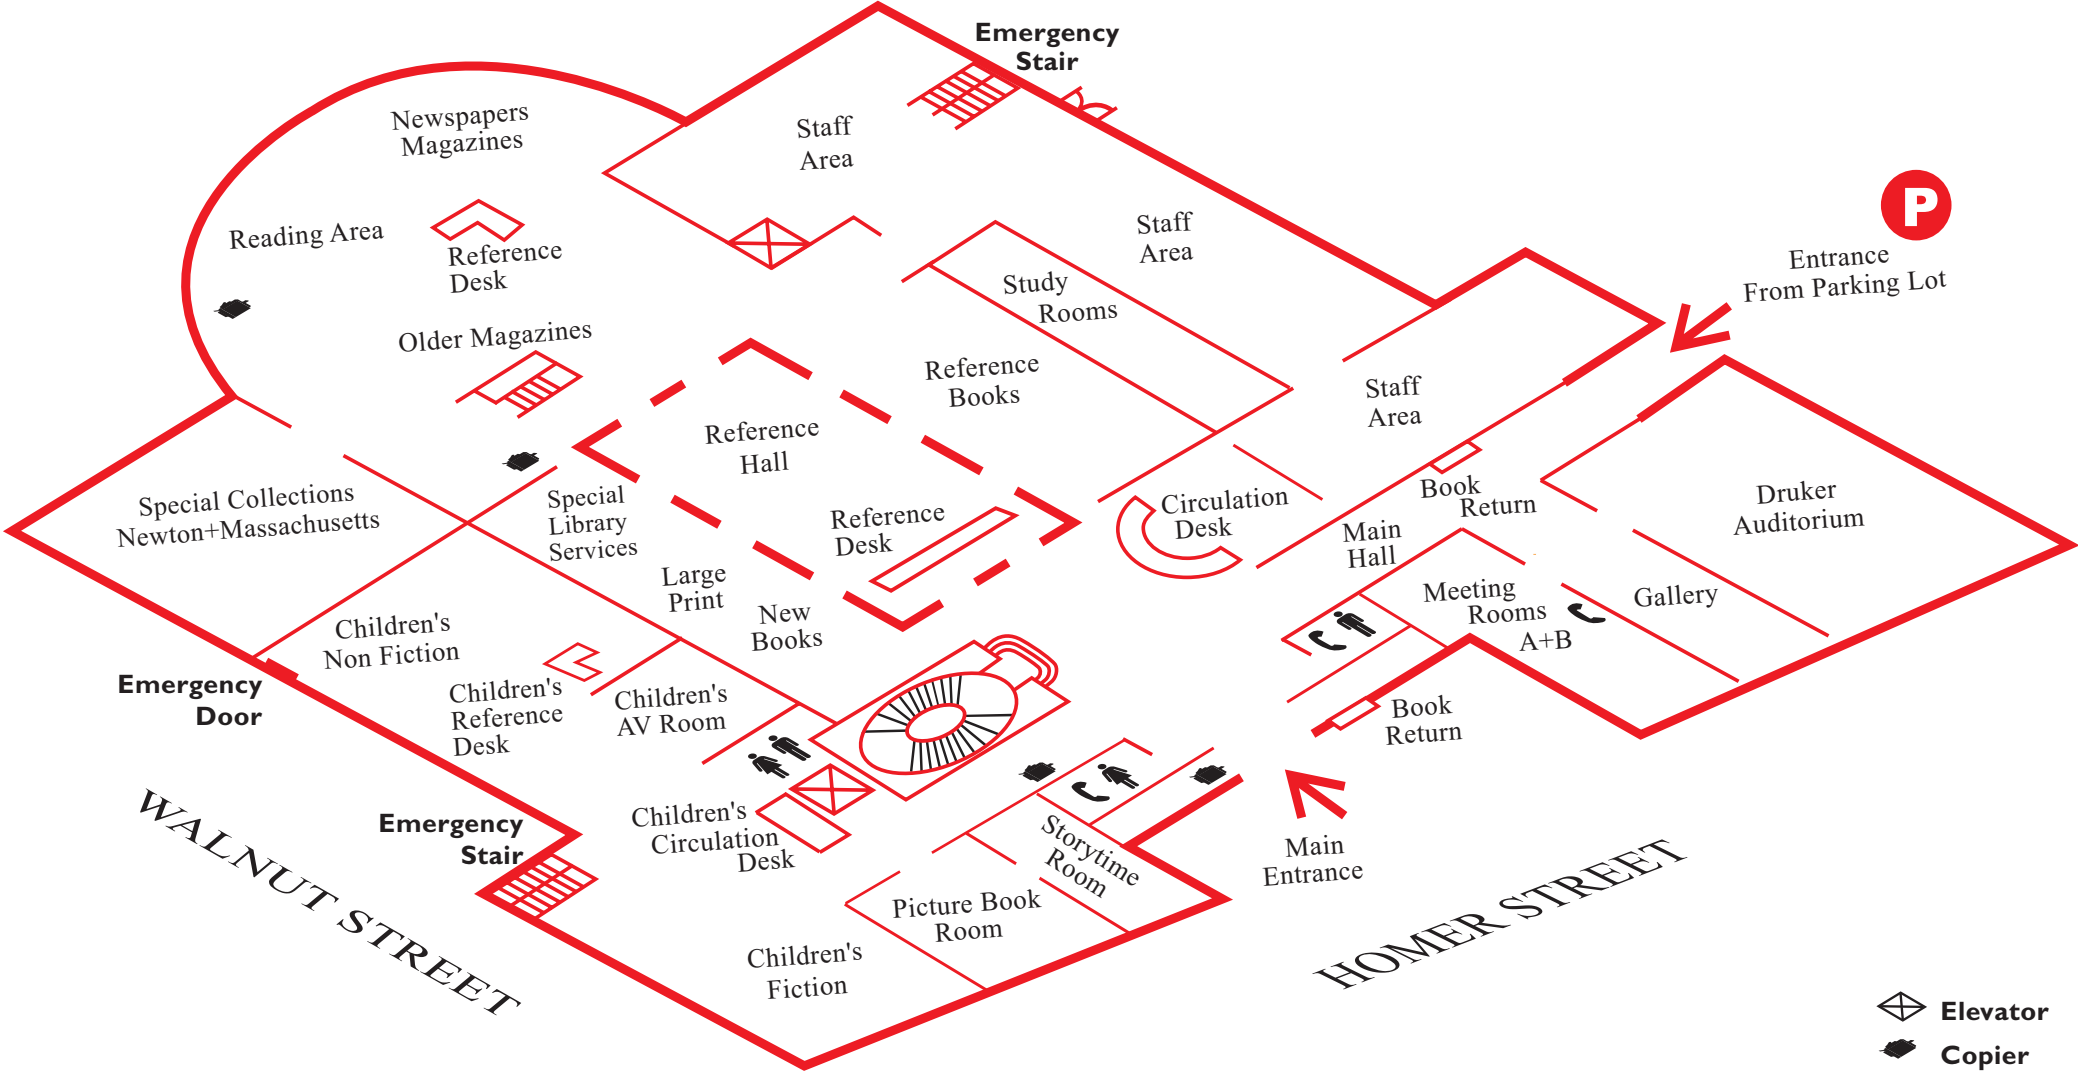 Emergency
Stair
Newspapers
Magazines
Staff
Area
Reading Area
Reference
Desk
Staff
Area
P
Entrance
From Parking Lot
Study
Rooms
Older Magazines
Reference
Books
Staff
Area
Reference
Hall
Special Collections
Newton+Massachusetts
Special
Library
Services
Reference
Desk
Circulation
Desk
Book
Return
Main
Hall
Druker
Auditorium
Large
Print
New
Books
Meeting
Rooms
A+B
Gallery
Children's
Non Fiction
Emergency
Door
Children's
Reference
Desk
Children's
AV Room
Book
Return
Emergency
Stair
Children's
Circulation
Desk
Storytime
Room
Main
Entrance
Picture Book
Room
Children's
Fiction
WALNUT STREET
HOMER STREET
Elevator
Copier